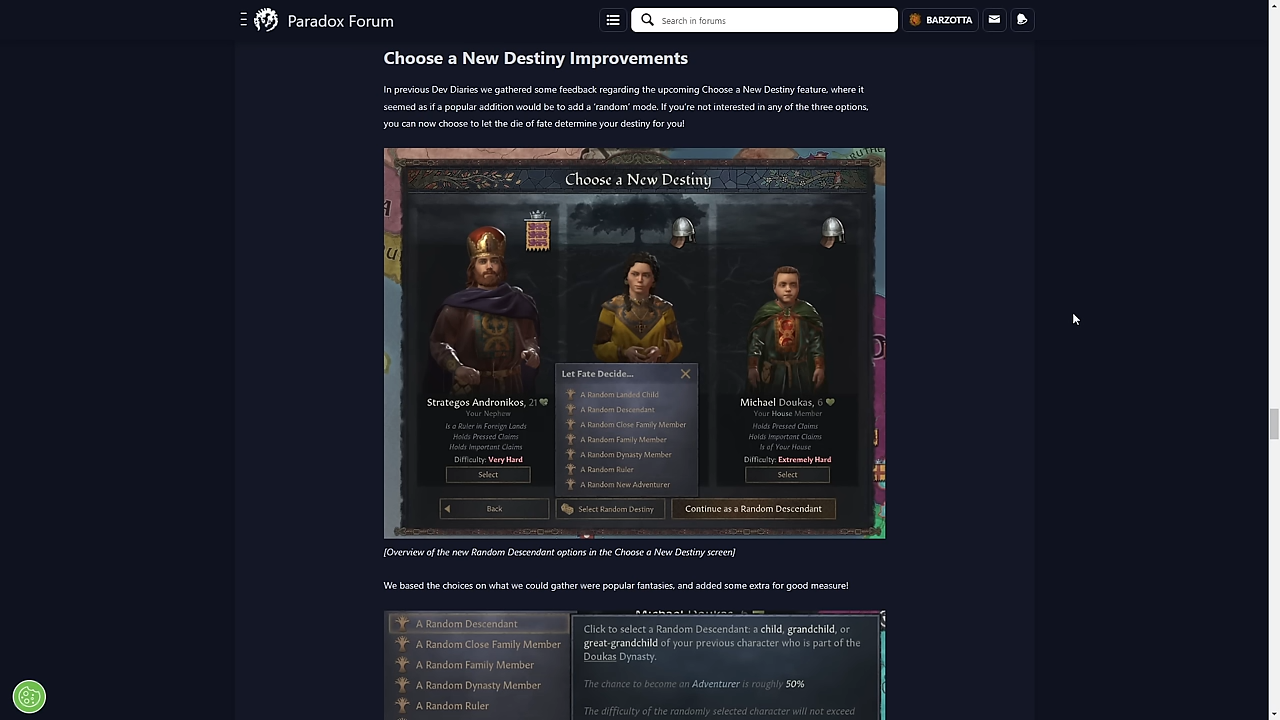 Paradox Forum
Search in forums
BARZOTTA
Choose a New Destiny Improvements
In previous Dev Diaries we gathered some feedback regarding the upcoming Choose a New Destiny feature, where it
seemed as if a popular addition would be to add a ‘random’ mode. If you’re not interested in any of the three options,
you can now choose to let the die of fate determine your destiny for you!
RUTHE
Choose a New Destiny
Let Fate Decide...
A Random Landed Child
A Random Descendant
A Random Close Family Member
A Random Family Member
A Random Dynasty Member
A Random Ruler
A Random New Adventurer
Strategos Andronikos, 21
Your Nephew
Is a Ruler in Foreign Lands
Holds Pressed Claims
Holds Important Claims
Difficulty: Very Hard
Select
Michael Doukas, 6
Your House Member
Holds Pressed Claims
Holds Important Claims
Is of Your House
Difficulty: Extremely Hard
Select
Back
Select Random Destiny
Continue as a Random Descendant
[Overview of the new Random Descendant options in the Choose a New Destiny screen]
We based the choices on what we could gather were popular fantasies, and added some extra for good measure!
Michael Doukas, 6
A Random Descendant
A Random Close Family Member
A Random Family Member
A Random Dynasty Member
A Random Ruler
Click to select a Random Descendant: a child, grandchild, or
great-grandchild of your previous character who is part of the
Doukas Dynasty.
The chance to become an Adventurer is roughly 50%
The difficulty of the randomly selected character will not exceed